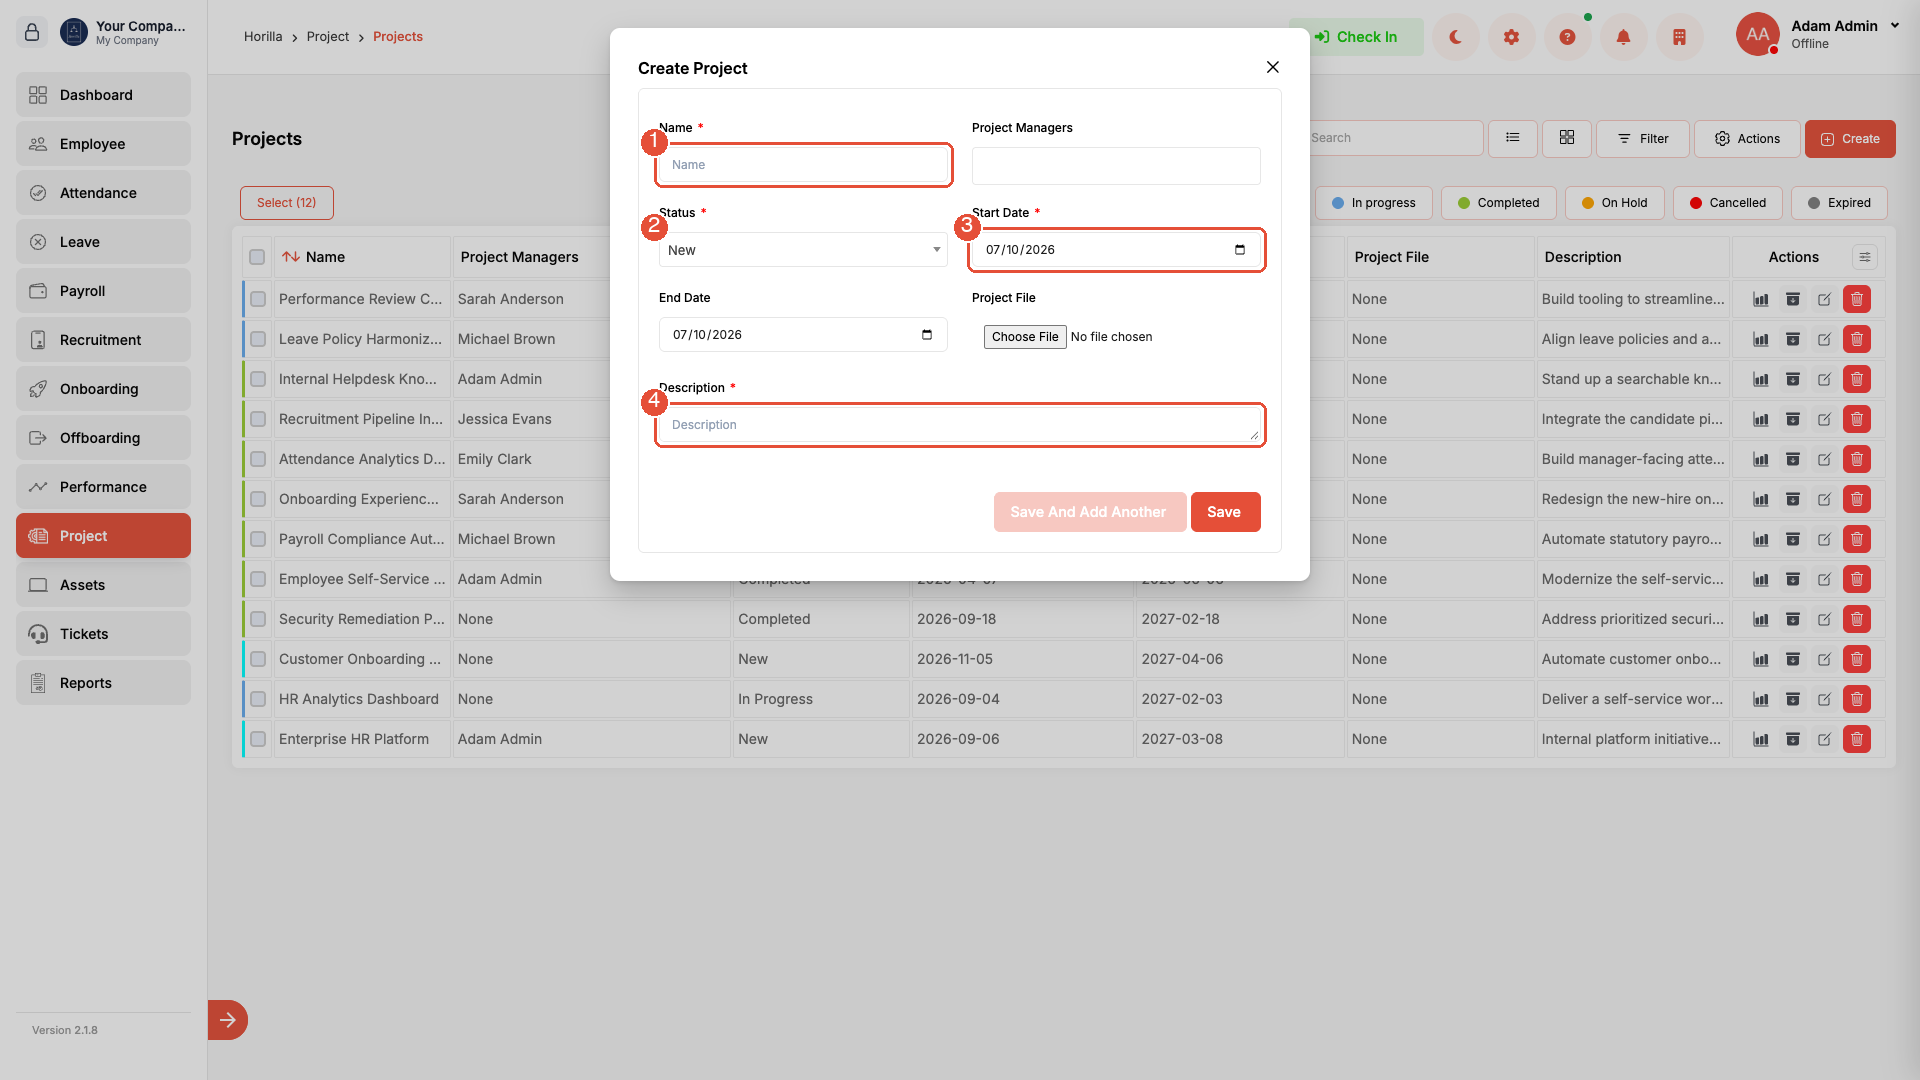 Your Compa...
My Company
Horilla > Project > Projects
Check In
AA
Adam Admin
Offline
Dashboard
Employee
Attendance
Leave
Payroll
Recruitment
Onboarding
Offboarding
Performance
Project
Assets
Tickets
Reports
Version 2.1.8
Projects
Search
Filter
Actions
Create
Select (12)
In progress
Completed
On Hold
Cancelled
Expired
Name
Project Managers
Project File
Description
Actions
Performance Review C... Sarah Anderson None Build tooling to streamline...
Leave Policy Harmoniz... Michael Brown None Align leave policies and a...
Internal Helpdesk Kno... Adam Admin None Stand up a searchable kn...
Recruitment Pipeline In... Jessica Evans None Integrate the candidate pi...
Attendance Analytics D... Emily Clark None Build manager-facing atte...
Onboarding Experienc... Sarah Anderson None Redesign the new-hire on...
Payroll Compliance Aut... Michael Brown None Automate statutory payro...
Employee Self-Service ... Adam Admin None Modernize the self-servic...
Security Remediation P... None Completed 2026-09-18 2027-02-18 None Address prioritized securi...
Customer Onboarding ... None New 2026-11-05 2027-04-06 None Automate customer onbo...
HR Analytics Dashboard None In Progress 2026-09-04 2027-02-03 None Deliver a self-service wor...
Enterprise HR Platform Adam Admin New 2026-09-06 2027-03-08 None Internal platform initiative...
Create Project
1
Name *
Name
Project Managers
2
Status *
New
3
Start Date *
07/10/2026
End Date
07/10/2026
Project File
Choose File No file chosen
4
Description *
Description
Save And Add Another
Save